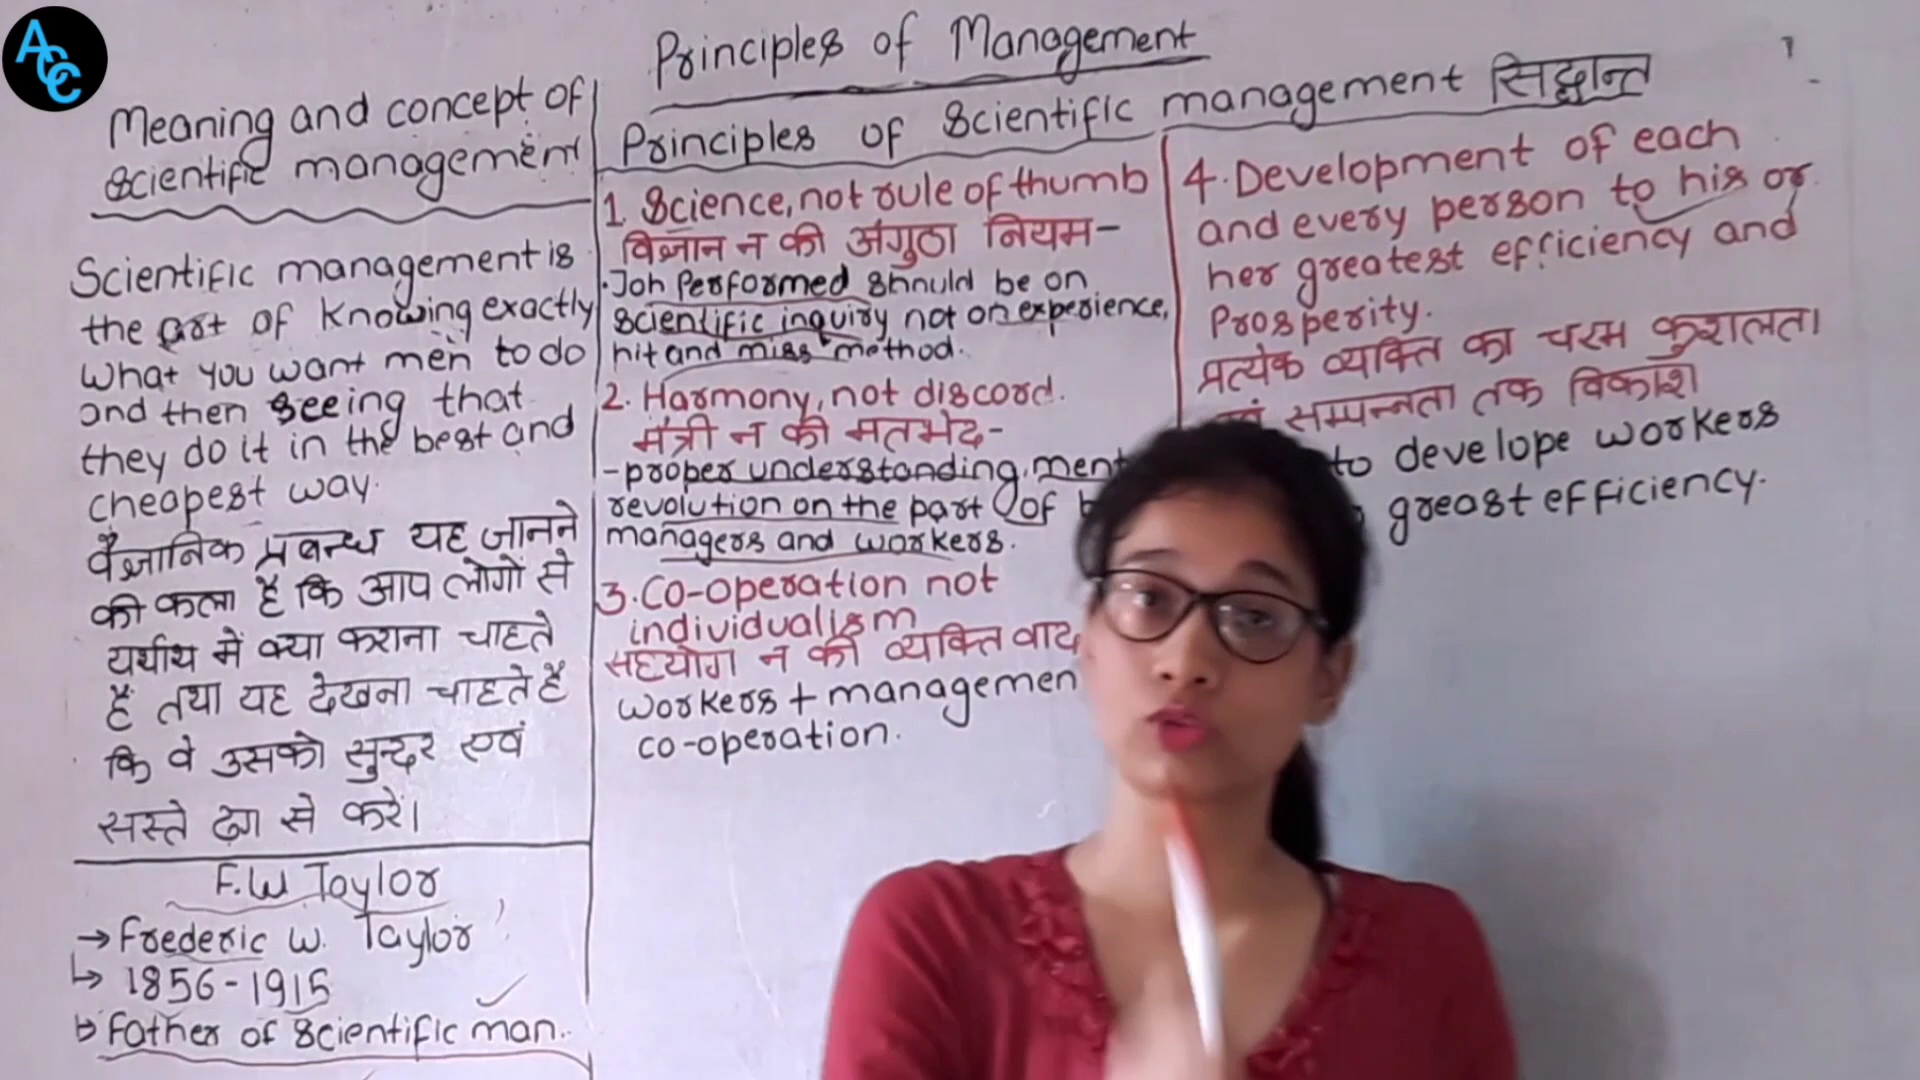 ACC
Principles of Management
Meaning and concept of
scientific management
Scientific management is
the art of knowing exactly
what you want men to do
and then seeing that
they do it in the best and
cheapest way.
वैज्ञानिक प्रबन्ध यह जानने
की कला है कि आप लोगों से
यर्थाथ में क्या कराना चाहते
हैं तथा यह देखना चाहते है
कि वे उसको सुन्दर एवं
सस्ते ढ़ग से करें।
F.W Taylor
→ Frederic W. Taylor
↳ 1856-1915
↳ Father of scientific man.
Principles of Scientific management सिद्धान्त
1. Science, not rule of thumb
विज्ञान न की अंगुठा नियम-
Job Performed should be on
scientific inquiry not on experience,
hit and miss method.
2. Harmony, not discord.
मंत्री न की मतभेद-
-proper understanding, ment
revolution on the part of
managers and workers.
3. Co-operation not
individualism
सहयोग न की व्यक्ति वाद
workers + managemen
co-operation.
4. Development of each
and every person to his or
her greatest efficiency and
Prosperity.
प्रत्येक व्यक्ति का चरम कुशलता
सम्पन्नता तक विकाश
to develope workers
greast efficiency.